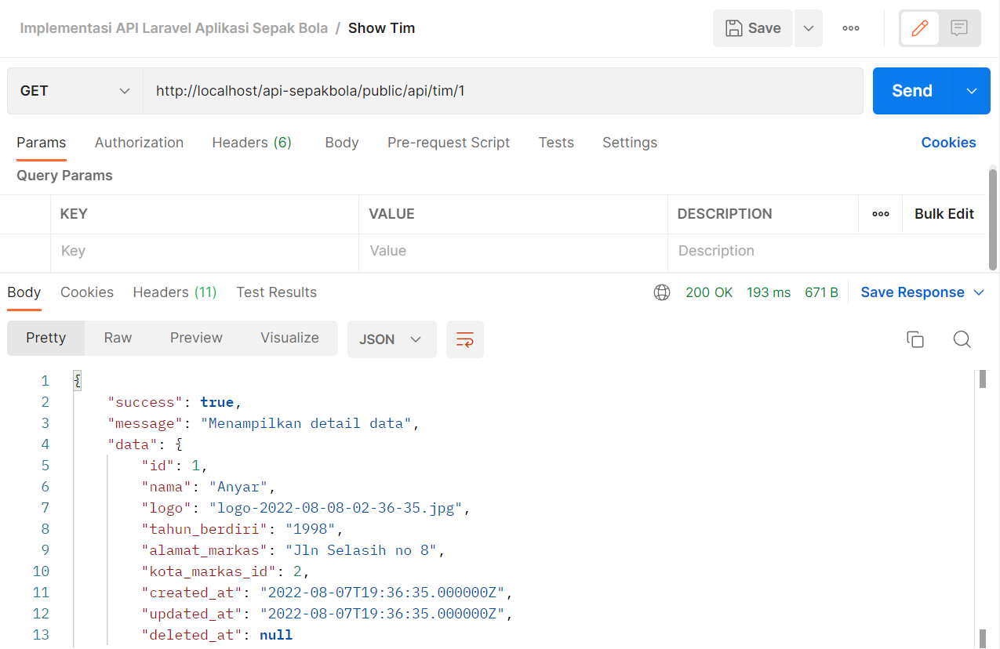 Implementasi API Laravel Aplikasi Sepak Bola / Show Tim
Save
GET
http://localhost/api-sepakbola/public/api/tim/1
Send
Params Authorization Headers (6) Body Pre-request Script Tests Settings Cookies
Query Params
KEY VALUE DESCRIPTION Bulk Edit
Key Value Description
Body Cookies Headers (11) Test Results 200 OK 193 ms 671 B Save Response
Pretty Raw Preview Visualize JSON
1 {
2 "success": true,
3 "message": "Menampilkan detail data",
4 "data": {
5 "id": 1,
6 "nama": "Anyar",
7 "logo": "logo-2022-08-08-02-36-35.jpg",
8 "tahun_berdiri": "1998",
9 "alamat_markas": "Jln Selasih no 8",
10 "kota_markas_id": 2,
11 "created_at": "2022-08-07T19:36:35.000000Z",
12 "updated_at": "2022-08-07T19:36:35.000000Z",
13 "deleted_at": null